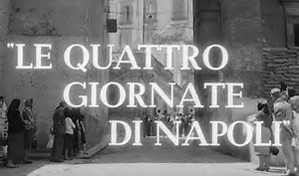 "LE QUATTRO
GIORNATE
DI NAPOLI"